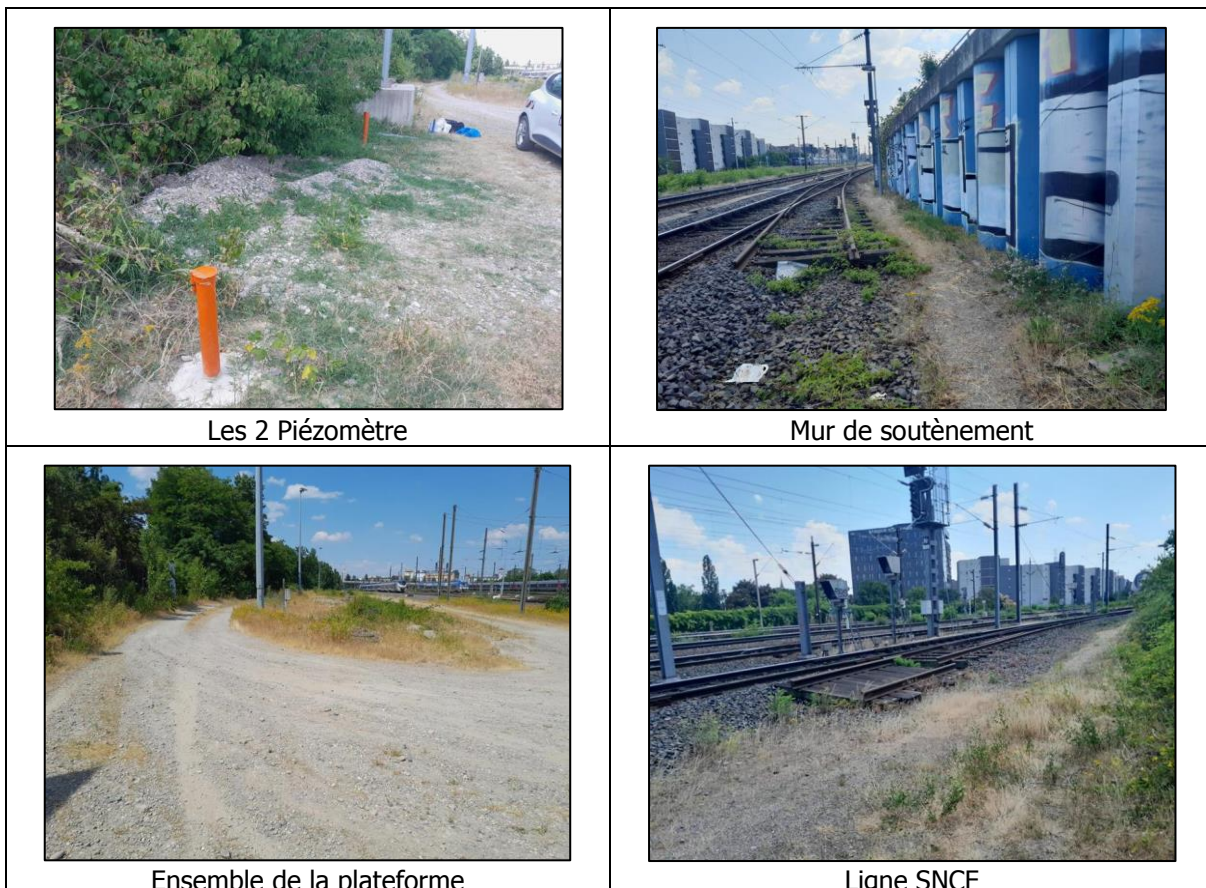 Les 2 Piézomètre
Mur de soutènement
Ensemble de la plateforme
Ligne SNCF